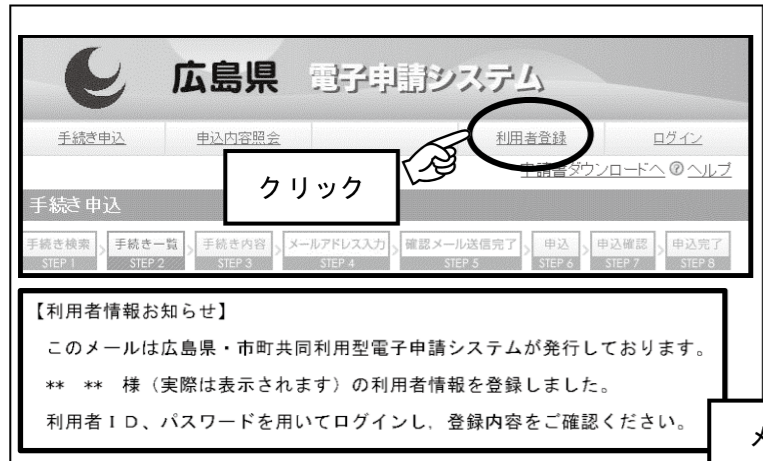 広島県 電子申請システム
手続き申込 申込内容照会 利用者登録 ログイン
申請書ダウンロードへ ? ヘルプ
クリック
手続き申込
手続き検索 > 手続き一覧 > 手続き内容 > メールアドレス入力 > 確認メール送信完了 > 申込 > 申込確認 > 申込完了
STEP 1 STEP 2 STEP 3 STEP 4 STEP 5 STEP 6 STEP 7 STEP 8
【利用者情報お知らせ】
このメールは広島県・市町共同利用型電子申請システムが発行しております。
** ** 様（実際は表示されます）の利用者情報を登録しました。
利用者ＩＤ、パスワードを用いてログインし，登録内容をご確認ください。
メ